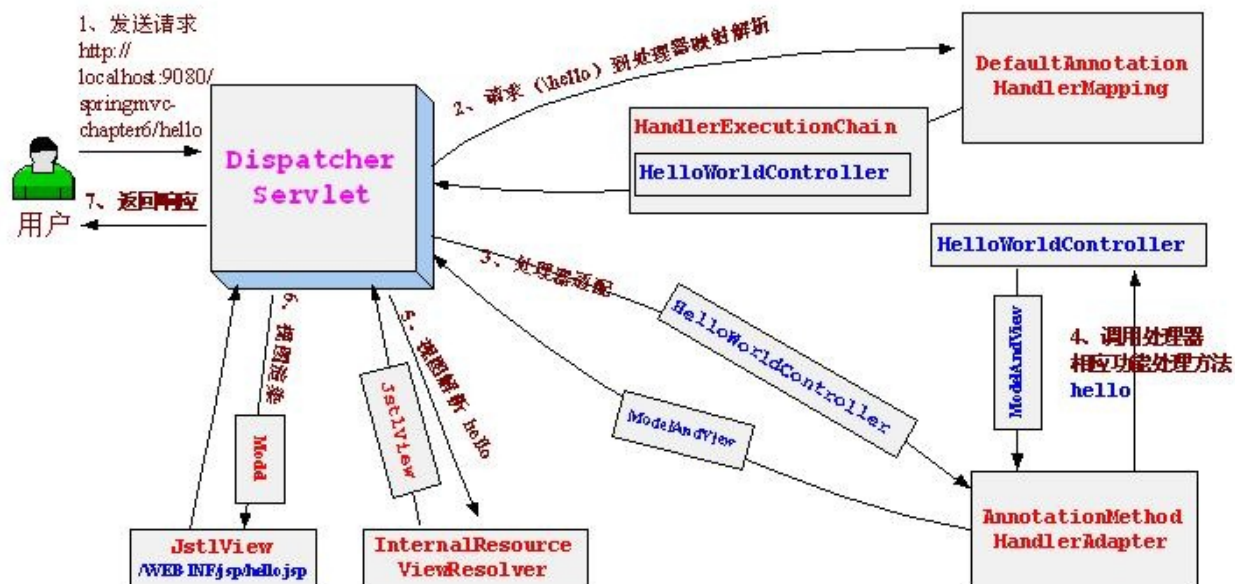 1、发送请求
http://
localhost:9080/
springmvc-
chapter6/hello
用户
7、返回响应
Dispatcher
Servlet
2、请求（\hello）到处理器映射解析
DefaultAnnotation
HandlerMapping
HandlerExecutionChain
HelloWorldController
3、处理器适配
HelloWorldController
ModelAndView
HelloWorldController
ModelAndView
4、调用处理器
相应功能处理方法
hello
AnnotationMethod
HandlerAdapter
5、视图解析 hello
JstlView
InternalResource
ViewResolver
6、视图渲染
Model
JstlView
/WEB-INF/jsp/hello.jsp